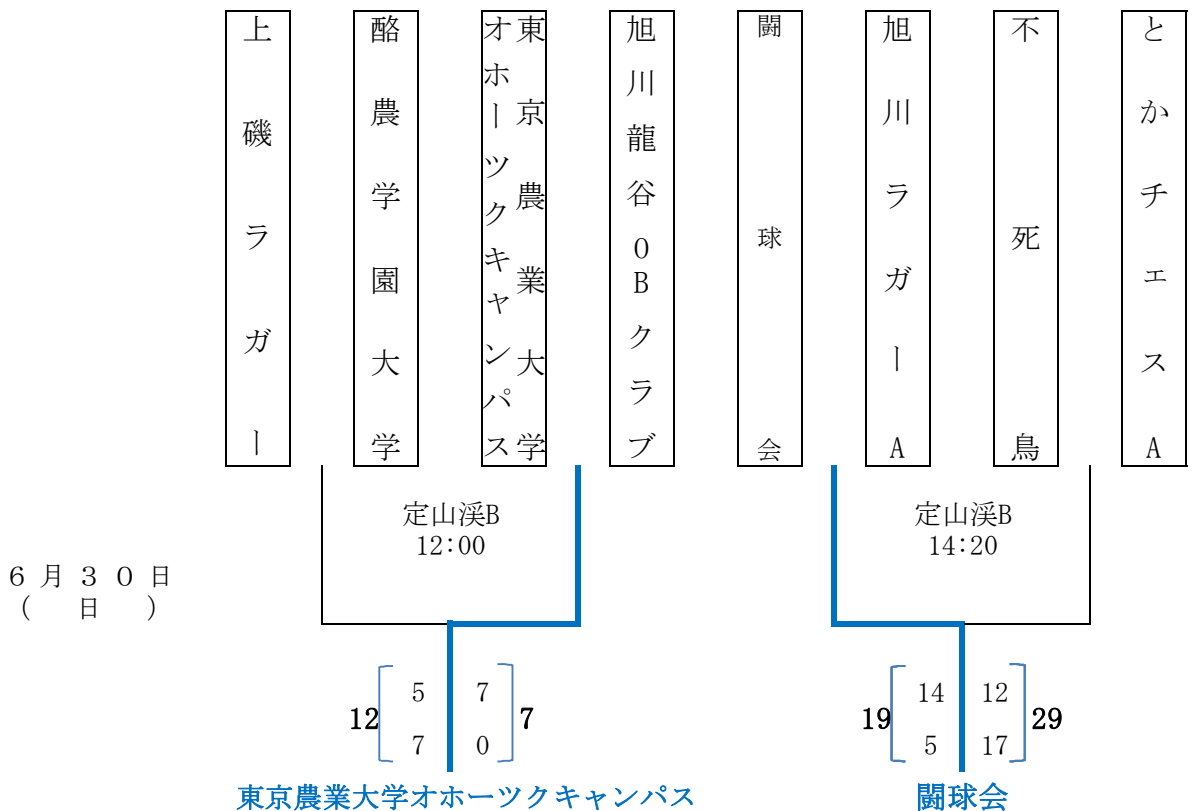 上磯ラガー
酪農学園大学
東京農業大学
オホーツクキャンパス
旭川龍谷OBクラブ
闘球会
旭川ラガーA
不死鳥
とかチェスA
定山渓B
12:00
定山渓B
14:20
6月30日
(日)
12
5
7
7
0
7
19
14
12
5
17
29
東京農業大学オホーツクキャンパス
闘球会